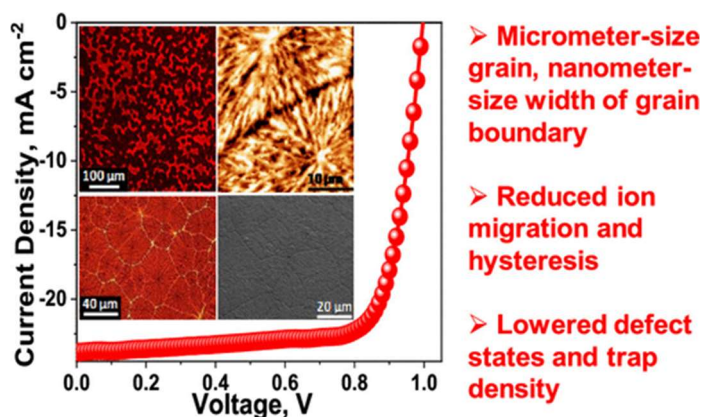 Current Density, mA cm⁻²
0
-5
-10
-15
-20
100 μm
10 μm
40 μm
20 μm
0.0 0.2 0.4 0.6 0.8 1.0
Voltage, V
➢ Micrometer-size
grain, nanometer-
size width of grain
boundary
➢ Reduced ion
migration and
hysteresis
➢ Lowered defect
states and trap
density